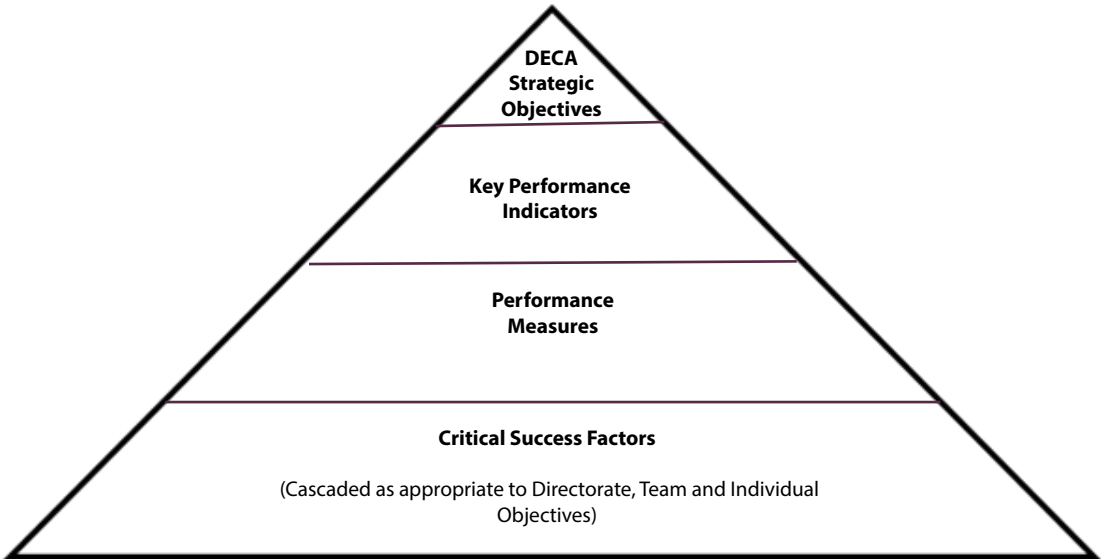 DECA
Strategic
Objectives
Key Performance
Indicators
Performance
Measures
Critical Success Factors
(Cascaded as appropriate to Directorate, Team and Individual
Objectives)